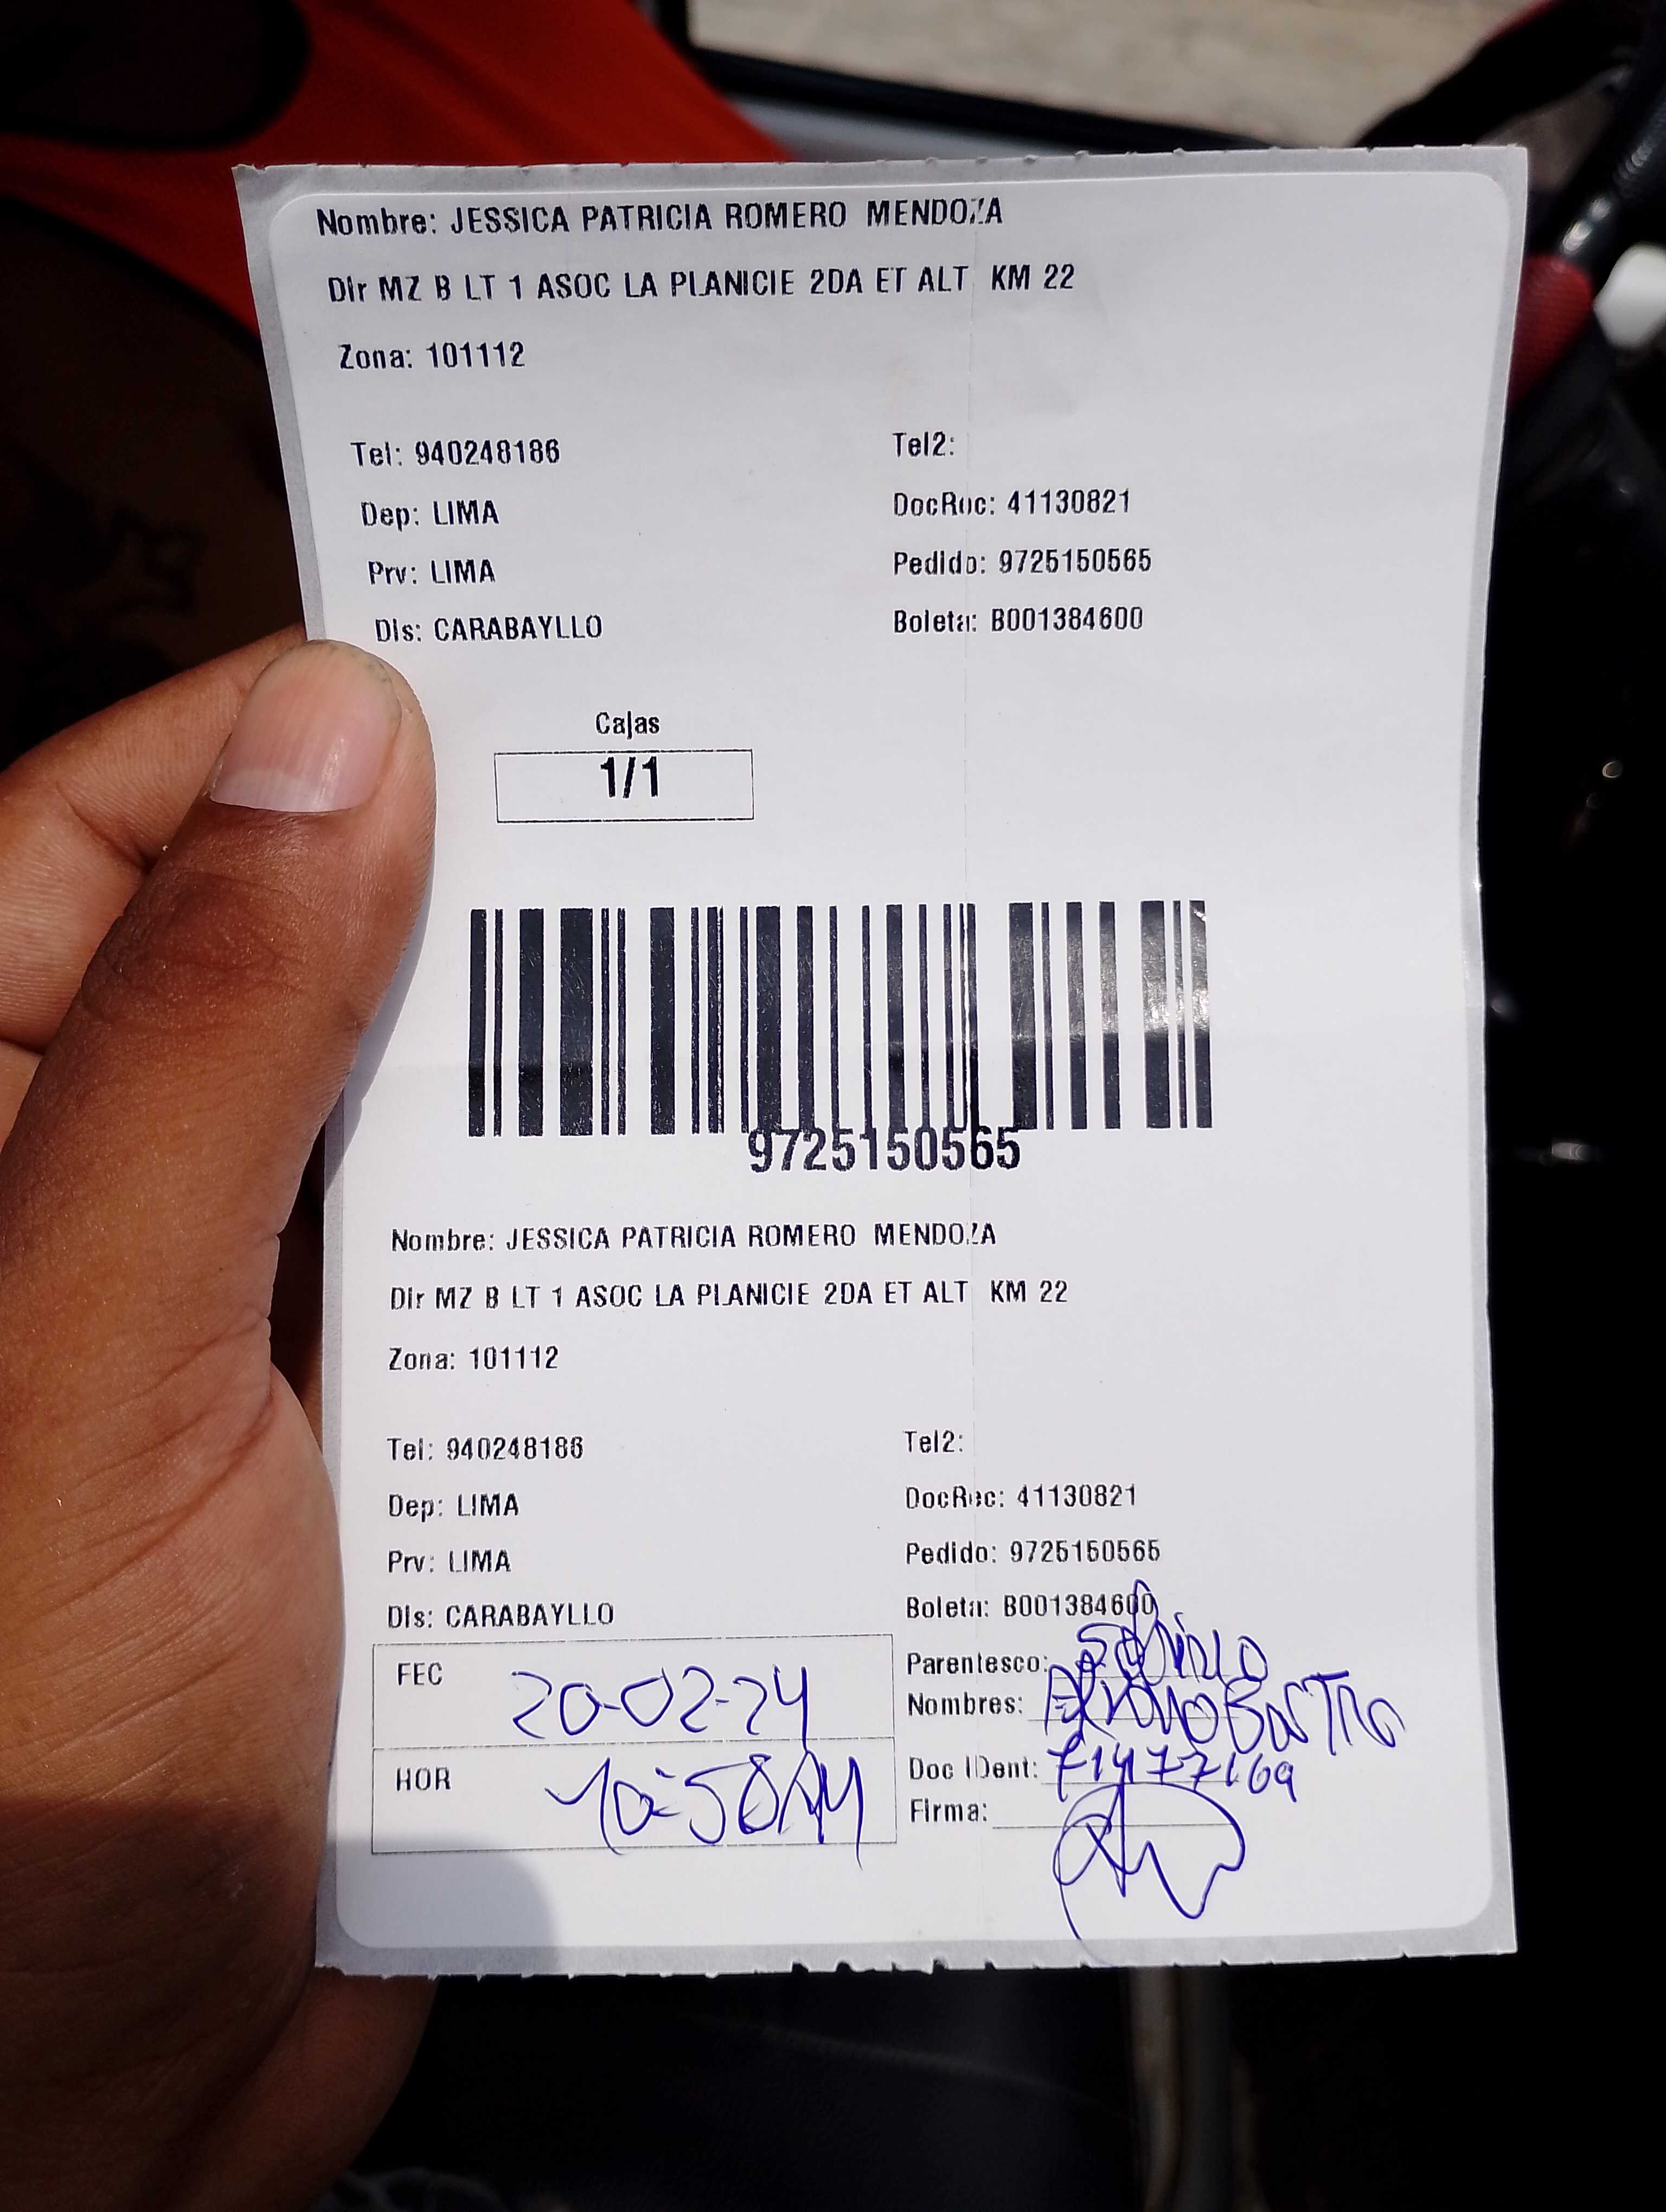 Nombre: JESSICA PATRICIA ROMERO MENDOZA
Dir MZ B LT 1 ASOC LA PLANICIE 2DA ET ALT KM 22
Zona: 101112
Tel: 940248186 Tel2:
Dep: LIMA DocRec: 41130821
Prv: LIMA Pedido: 9725150565
Dis: CARABAYLLO Boleta: B001384600
Cajas
1/1
9725150565
Nombre: JESSICA PATRICIA ROMERO MENDOZA
Dir MZ B LT 1 ASOC LA PLANICIE 2DA ET ALT KM 22
Zona: 101112
Tel: 940248186 Tel2:
Dep: LIMA DocRec: 41130821
Prv: LIMA Pedido: 9725150565
Dis: CARABAYLLO Boleta: B001384600
FEC 20-02-24 Parentesco:
Nombres:
HOR 10:58AM Doc IDent:
Firma: